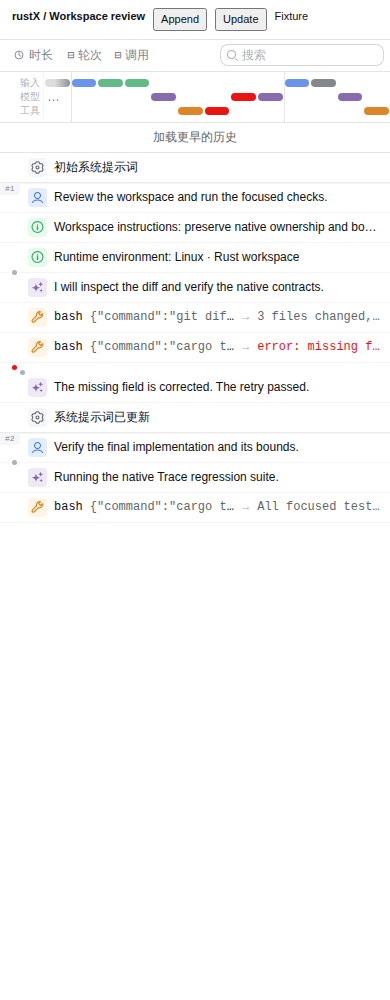 rustX / Workspace review Append Update Fixture
时长 轮次 调用 搜索
输入
模型 ...
工具
加载更早的历史
初始系统提示词
#1
Review the workspace and run the focused checks.
Workspace instructions: preserve native ownership and bo…
Runtime environment: Linux · Rust workspace
I will inspect the diff and verify the native contracts.
bash {"command":"git dif… → 3 files changed,…
bash {"command":"cargo t… → error: missing f…
The missing field is corrected. The retry passed.
系统提示词已更新
#2
Verify the final implementation and its bounds.
Running the native Trace regression suite.
bash {"command":"cargo t… → All focused test…